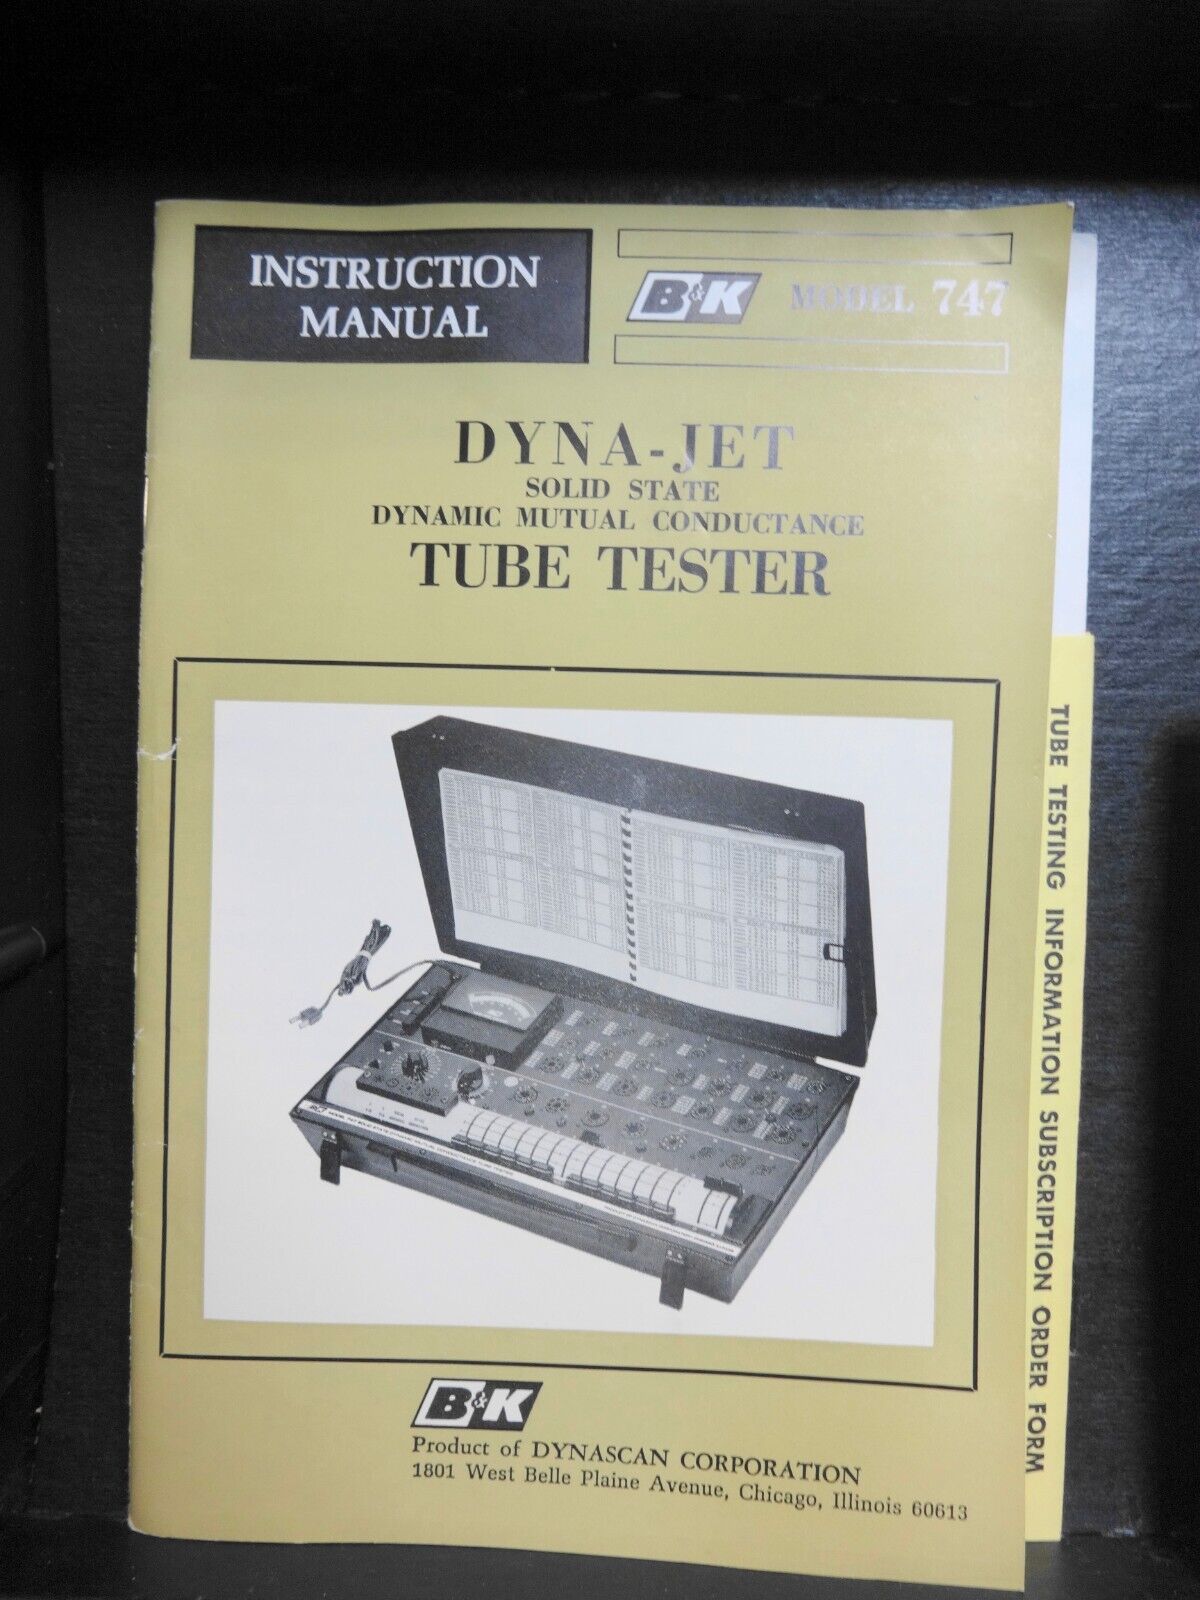 INSTRUCTION
MANUAL
B&K MODEL 747
DYNA-JET
SOLID STATE
DYNAMIC MUTUAL CONDUCTANCE
TUBE TESTER
B&K
Product of DYNASCAN CORPORATION
1801 West Belle Plaine Avenue, Chicago, Illinois 60613
TUBE TESTING INFORMATION SUBSCRIPTION ORDER FORM